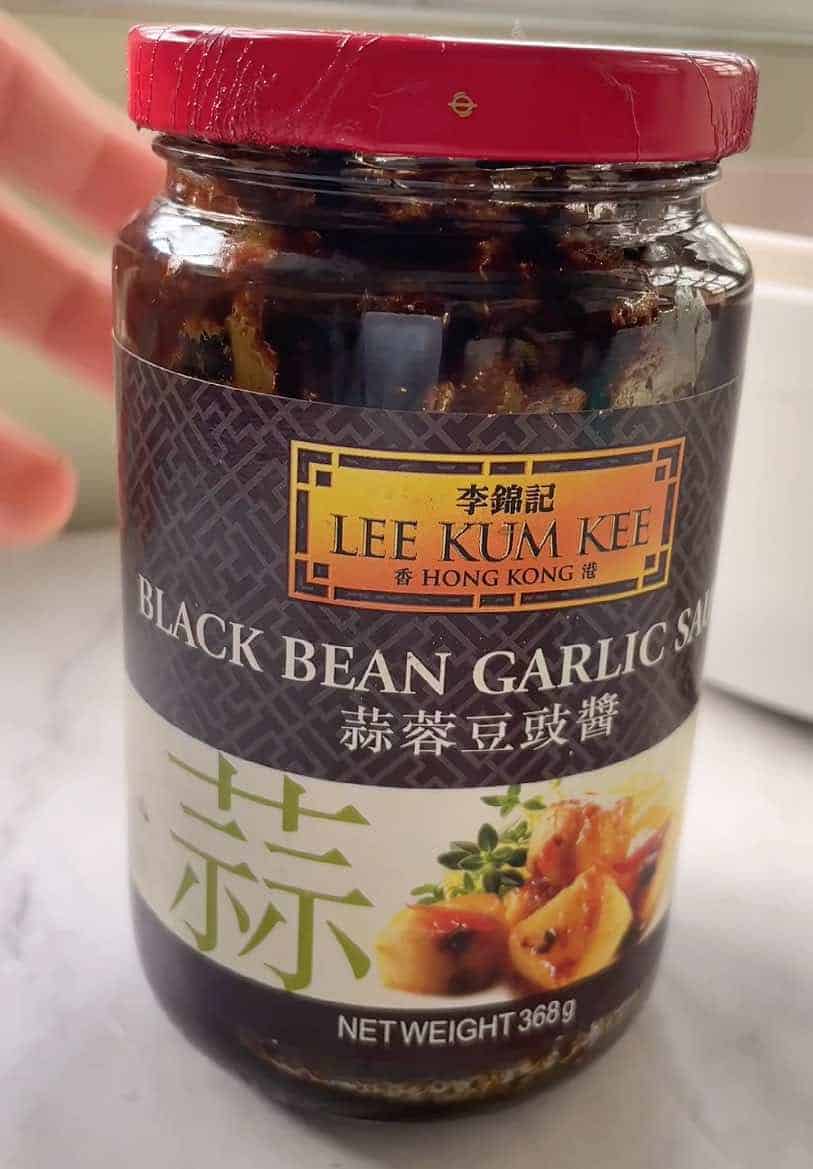 李錦記
LEE KUM KEE
香 HONG KONG 港
BLACK BEAN GARLIC
蒜蓉豆豉醬
蒜
NET WEIGHT 368g